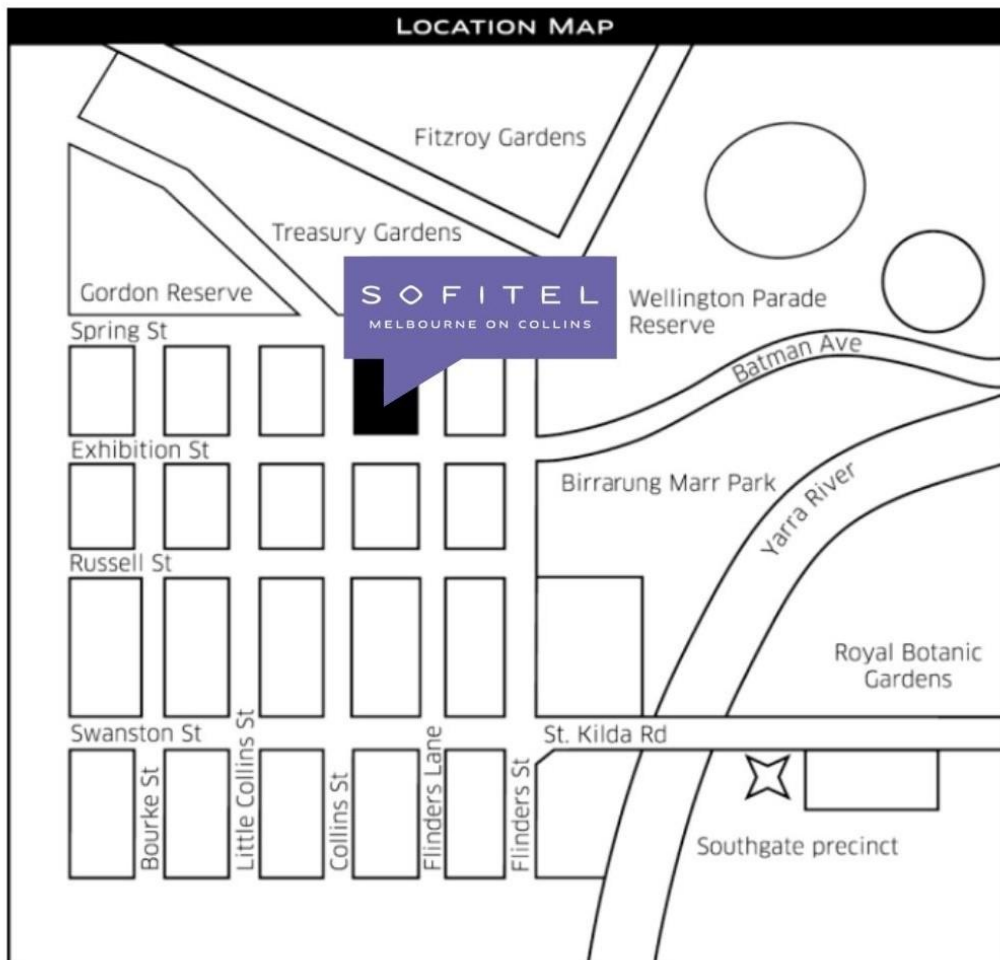 LOCATION MAP
Fitzroy Gardens
Treasury Gardens
Gordon Reserve
SOFITEL
MELBOURNE ON COLLINS
Wellington Parade
Reserve
Spring St
Batman Ave
Exhibition St
Birrarung Marr Park
Yarra River
Russell St
Royal Botanic
Gardens
Swanston St
St. Kilda Rd
Bourke St
Little Collins St
Collins St
Flinders Lane
Flinders St
Southgate precinct